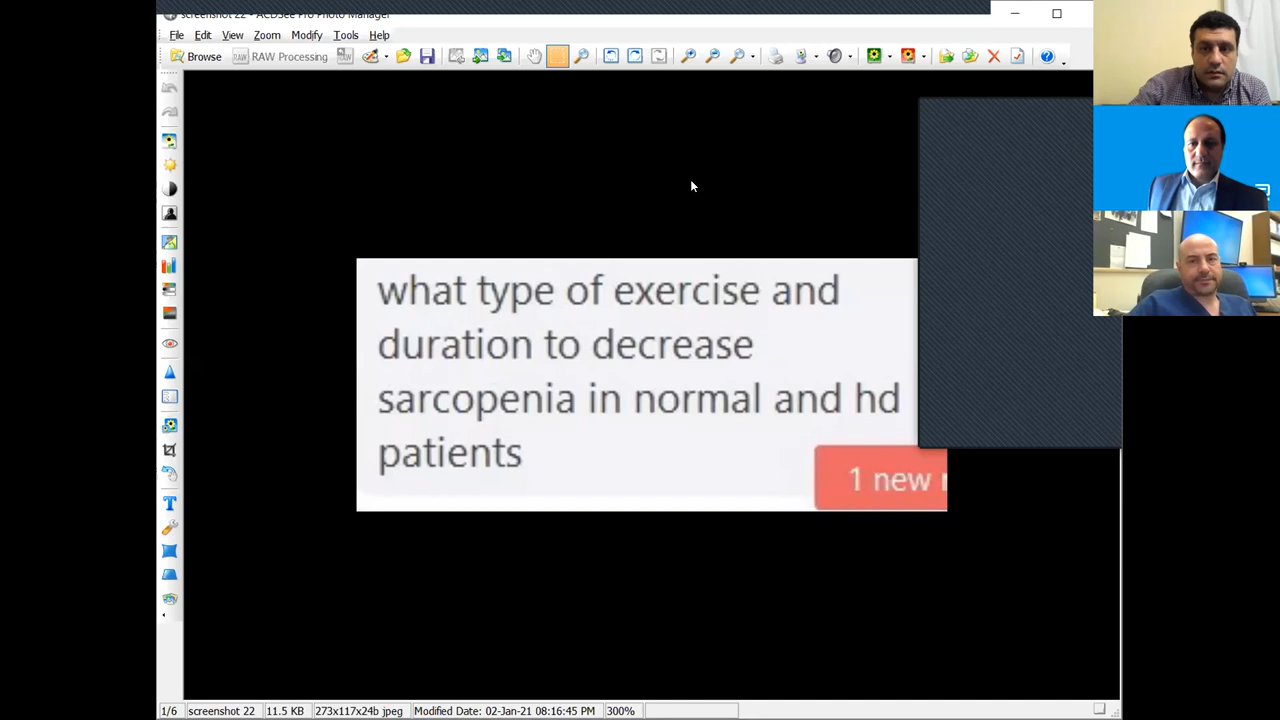 screenshot 22 - ACDSee Pro Photo Manager
File Edit View Zoom Modify Tools Help
Browse RAW Processing
what type of exercise and
duration to decrease
sarcopenia in normal and hd
patients
1 new
1/6 screenshot 22 11.5 KB 273x117x24b jpeg Modified Date: 02-Jan-21 08:16:45 PM 300%